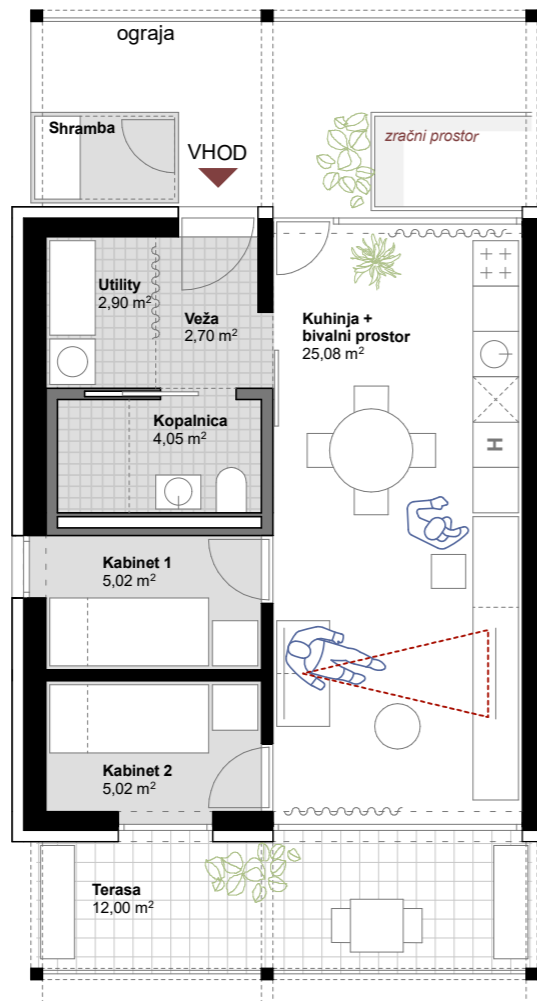 ograja
Shramba
VHOD
zračni prostor
Utility
2,90 m²
Veža
2,70 m²
Kuhinja +
bivalni prostor
25,08 m²
Kopalnica
4,05 m²
H
Kabinet 1
5,02 m²
Kabinet 2
5,02 m²
Terasa
12,00 m²